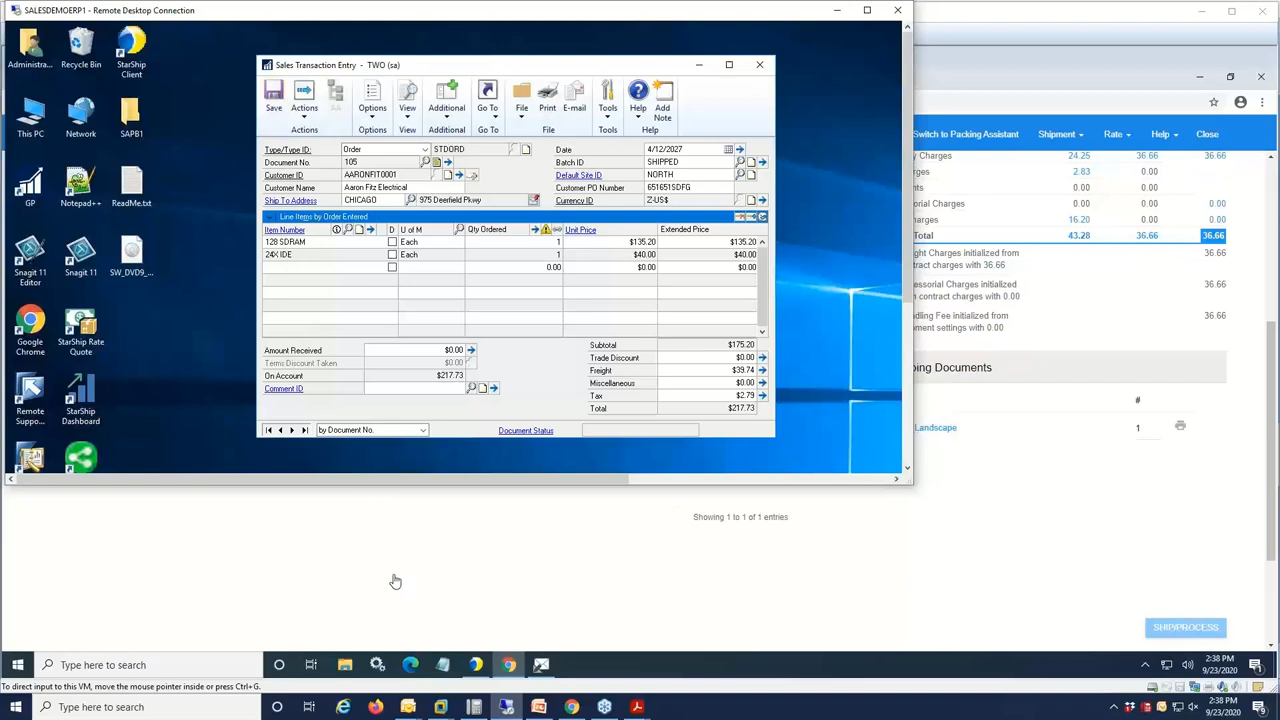 SALESDEMOERP1 - Remote Desktop Connection
Administra...
Recycle Bin
StarShip
Client
This PC
Network
SAPB1
GP
Notepad++
ReadMe.txt
Snagit 11
Editor
Snagit 11
SW_DVD9_...
Google
Chrome
StarShip Rate
Quote
Remote
Suppo...
StarShip
Dashboard
Sales Transaction Entry - TWO (sa)
Save
Actions
Options
View
Additional
Go To
File
Print
E-mail
Tools
Help
Add
Note
Actions
Options
View
Additional
Go To
File
Tools
Help
Type/Type ID: Order STDORD Date 4/12/2027
Document No. 105 Batch ID SHIPPED
Customer ID AARONFIT0001 Default Site ID NORTH
Customer Name Aaron Fitz Electrical Customer PO Number 651651SDFG
Ship To Address CHICAGO 975 Deerfield Pkwy Currency ID Z-US$
Line Items by Order Entered
Item Number D U of M Qty Ordered Unit Price Extended Price
128 SDRAM Each 1 $135.20 $135.20
24X IDE Each 1 $40.00 $40.00
0.00 $0.00 $0.00
Amount Received $0.00
Terms Discount Taken $0.00
On Account $217.73
Comment ID
Subtotal $175.20
Trade Discount $0.00
Freight $39.74
Miscellaneous $0.00
Tax $2.79
Total $217.73
by Document No.
Document Status
Switch to Packing Assistant Shipment Rate Help Close
y Charges 24.25 36.66 36.66
rges 2.83 0.00
nts 0.00 0.00
sorial Charges 0.00 0.00 0.00
harges 16.20 0.00 0.00
Total 43.28 36.66 36.66
ght Charges initialized from 36.66
tract charges with 36.66
essorial Charges initialized 36.66
n contract charges with 0.00
ndling Fee initialized from 36.66
pment settings with 0.00
ping Documents
#
Landscape 1
Showing 1 to 1 of 1 entries
SHIP/PROCESS
Type here to search
2:38 PM
9/23/2020
To direct input to this VM, move the mouse pointer inside or press Ctrl+G.
Type here to search
2:38 PM
9/23/2020